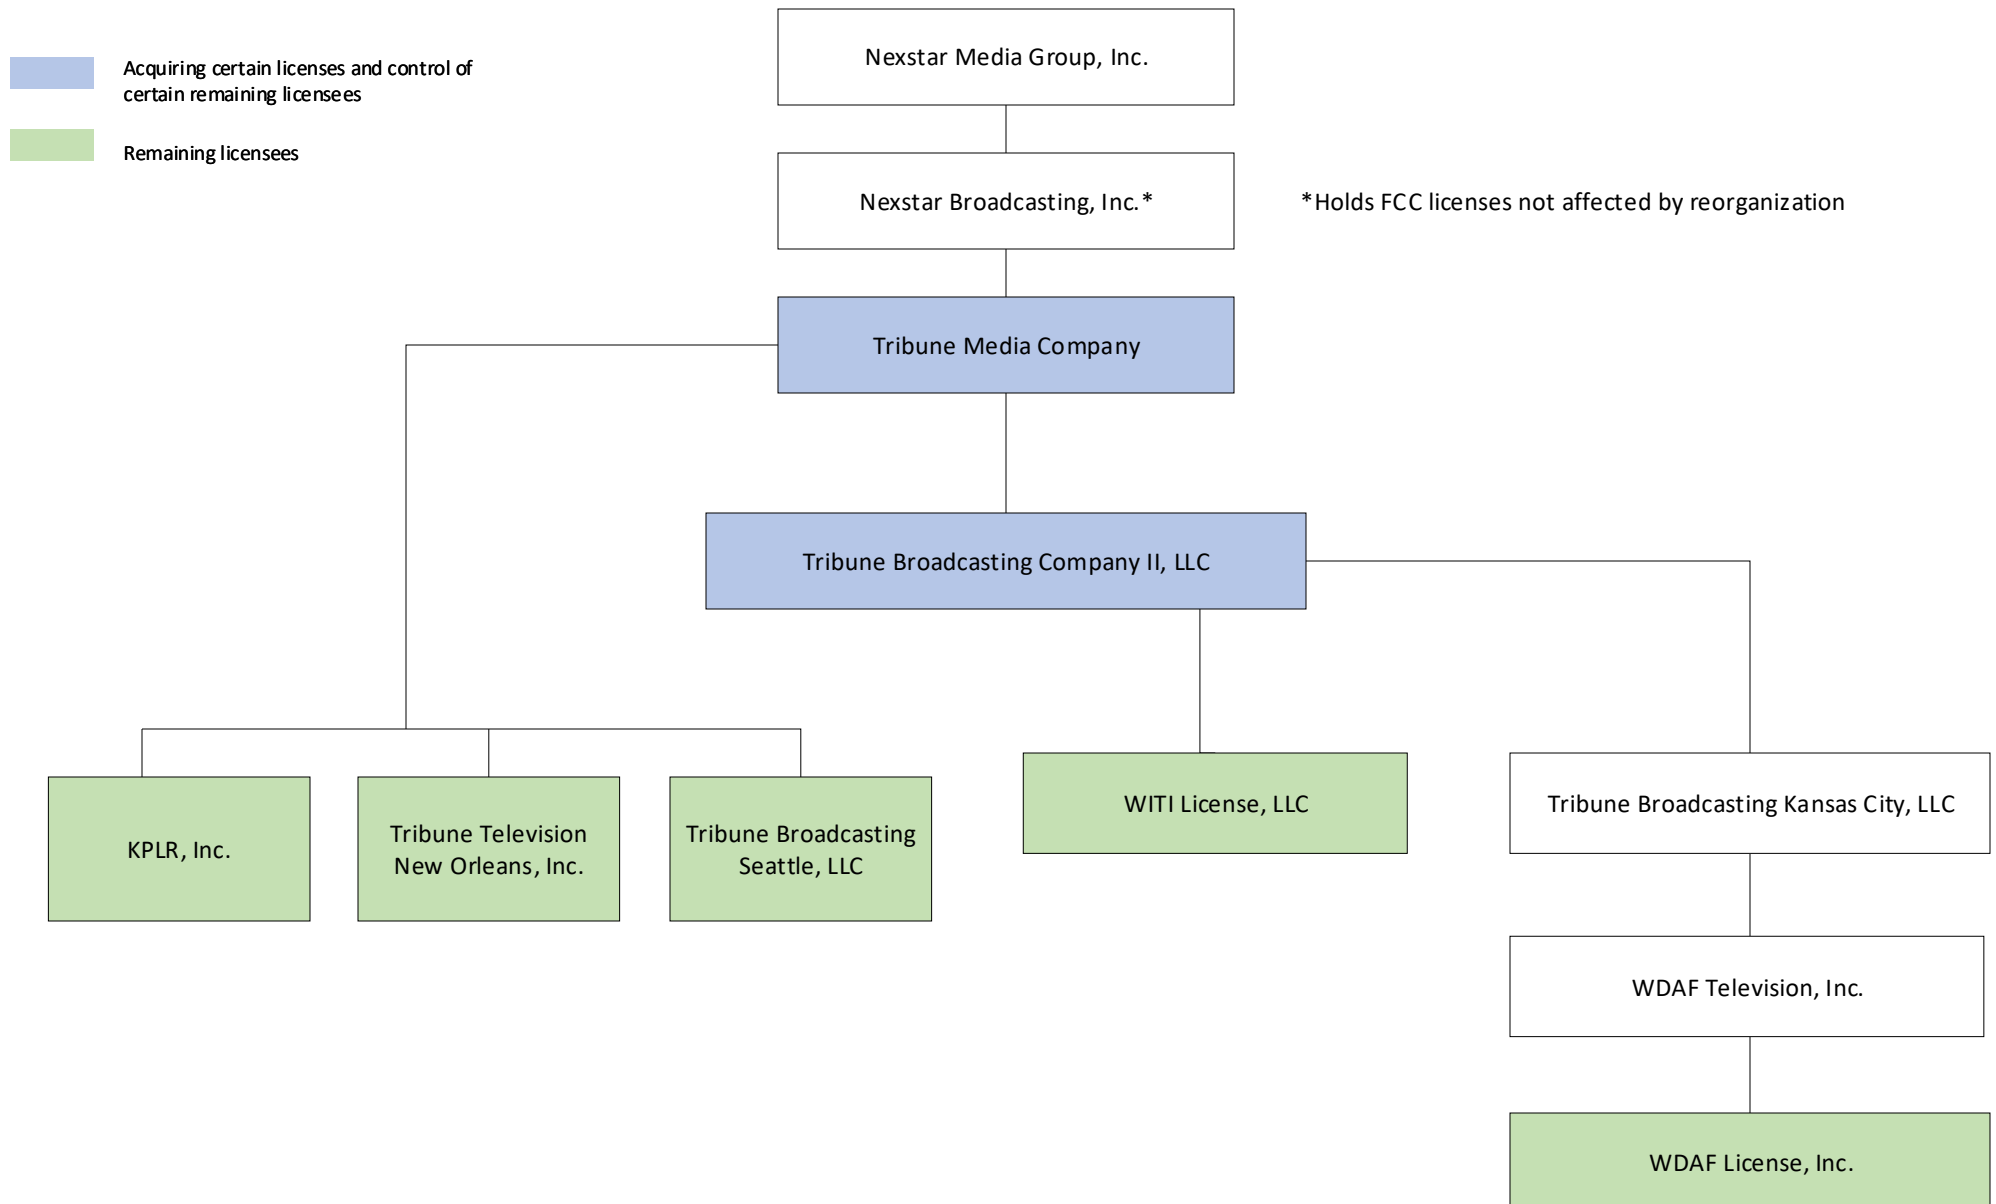 Nexstar Media Group, Inc.
Acquiring certain licenses and control of
certain remaining licensees
Remaining licensees
Nexstar Broadcasting, Inc.*
*Holds FCC licenses not affected by reorganization
Tribune Media Company
Tribune Broadcasting Company II, LLC
KPLR, Inc.
Tribune Television
New Orleans, Inc.
Tribune Broadcasting
Seattle, LLC
WITI License, LLC
Tribune Broadcasting Kansas City, LLC
WDAF Television, Inc.
WDAF License, Inc.